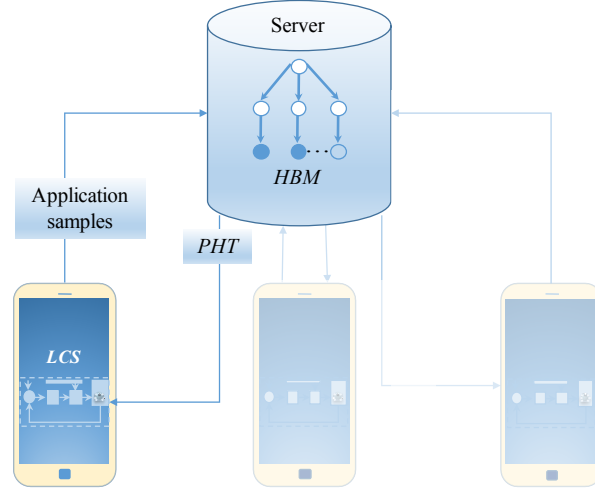 Server
HBM
Application
samples
PHT
LCS